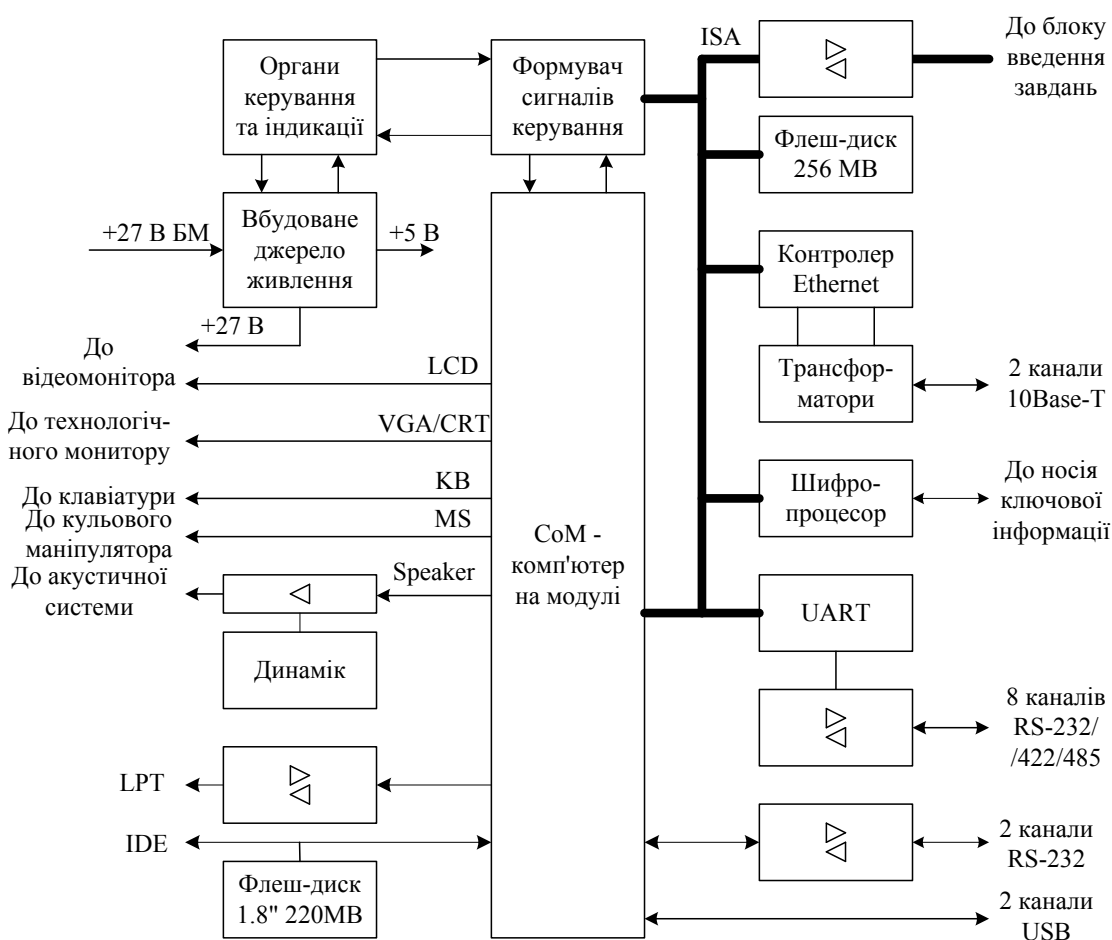 Органи
керування
та індикації
Формувач
сигналів
керування
ISA
До блоку
введення
завдань
Флеш-диск
256 MB
+27 В БМ
Вбудоване
джерело
живлення
+5 В
+27 В
Контролер
Ethernet
До
відеомонітора
LCD
Трансфор-
матори
2 канали
10Base-T
До технологіч-
ного монитору
VGA/CRT
До клавіатури
KB
До кульового
маніпулятора
MS
CoM -
комп'ютер
на модулі
Шифро-
процесор
До носія
ключової
інформації
До акустичної
системи
Speaker
Динамік
UART
8 каналів
RS-232/
/422/485
LPT
IDE
Флеш-диск
1.8" 220MB
2 канали
RS-232
2 канали
USB